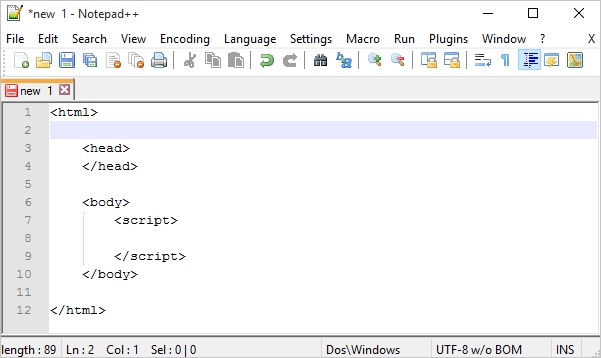 *new 1 - Notepad++
File Edit Search View Encoding Language Settings Macro Run Plugins Window ? X
new 1
1 <html>
2
3 <head>
4 </head>
5
6 <body>
7 <script>
8
9 </script>
10 </body>
11
12 </html>
length : 89 Ln : 2 Col : 1 Sel : 0 | 0 Dos\Windows UTF-8 w/o BOM INS